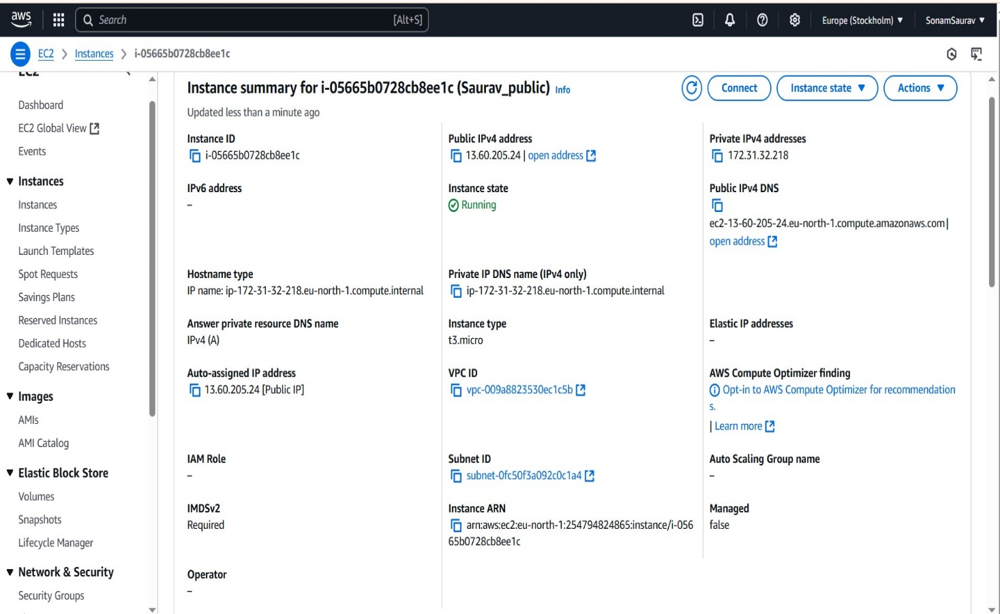 aws
Search [Alt+S]
Europe (Stockholm) ▼
SonamSaurav ▼
EC2 > Instances > i-05665b0728cb8ee1c
EC2
Dashboard
EC2 Global View
Events
▼ Instances
Instances
Instance Types
Launch Templates
Spot Requests
Savings Plans
Reserved Instances
Dedicated Hosts
Capacity Reservations
▼ Images
AMIs
AMI Catalog
▼ Elastic Block Store
Volumes
Snapshots
Lifecycle Manager
▼ Network & Security
Security Groups
Instance summary for i-05665b0728cb8ee1c (Saurav_public) Info
Connect
Instance state ▼
Actions ▼
Updated less than a minute ago
Instance ID
i-05665b0728cb8ee1c
Public IPv4 address
13.60.205.24 | open address
Private IPv4 addresses
172.31.32.218
IPv6 address
–
Instance state
Running
Public IPv4 DNS
ec2-13-60-205-24.eu-north-1.compute.amazonaws.com |
open address
Hostname type
IP name: ip-172-31-32-218.eu-north-1.compute.internal
Private IP DNS name (IPv4 only)
ip-172-31-32-218.eu-north-1.compute.internal
Answer private resource DNS name
IPv4 (A)
Instance type
t3.micro
Elastic IP addresses
–
Auto-assigned IP address
13.60.205.24 [Public IP]
VPC ID
vpc-009a8823530ec1c5b
AWS Compute Optimizer finding
Opt-in to AWS Compute Optimizer for recommendation
s.
| Learn more
IAM Role
–
Subnet ID
subnet-0fc50f3a092c0c1a4
Auto Scaling Group name
–
IMDSv2
Required
Instance ARN
arn:aws:ec2:eu-north-1:254794824865:instance/i-056
65b0728cb8ee1c
Managed
false
Operator
–